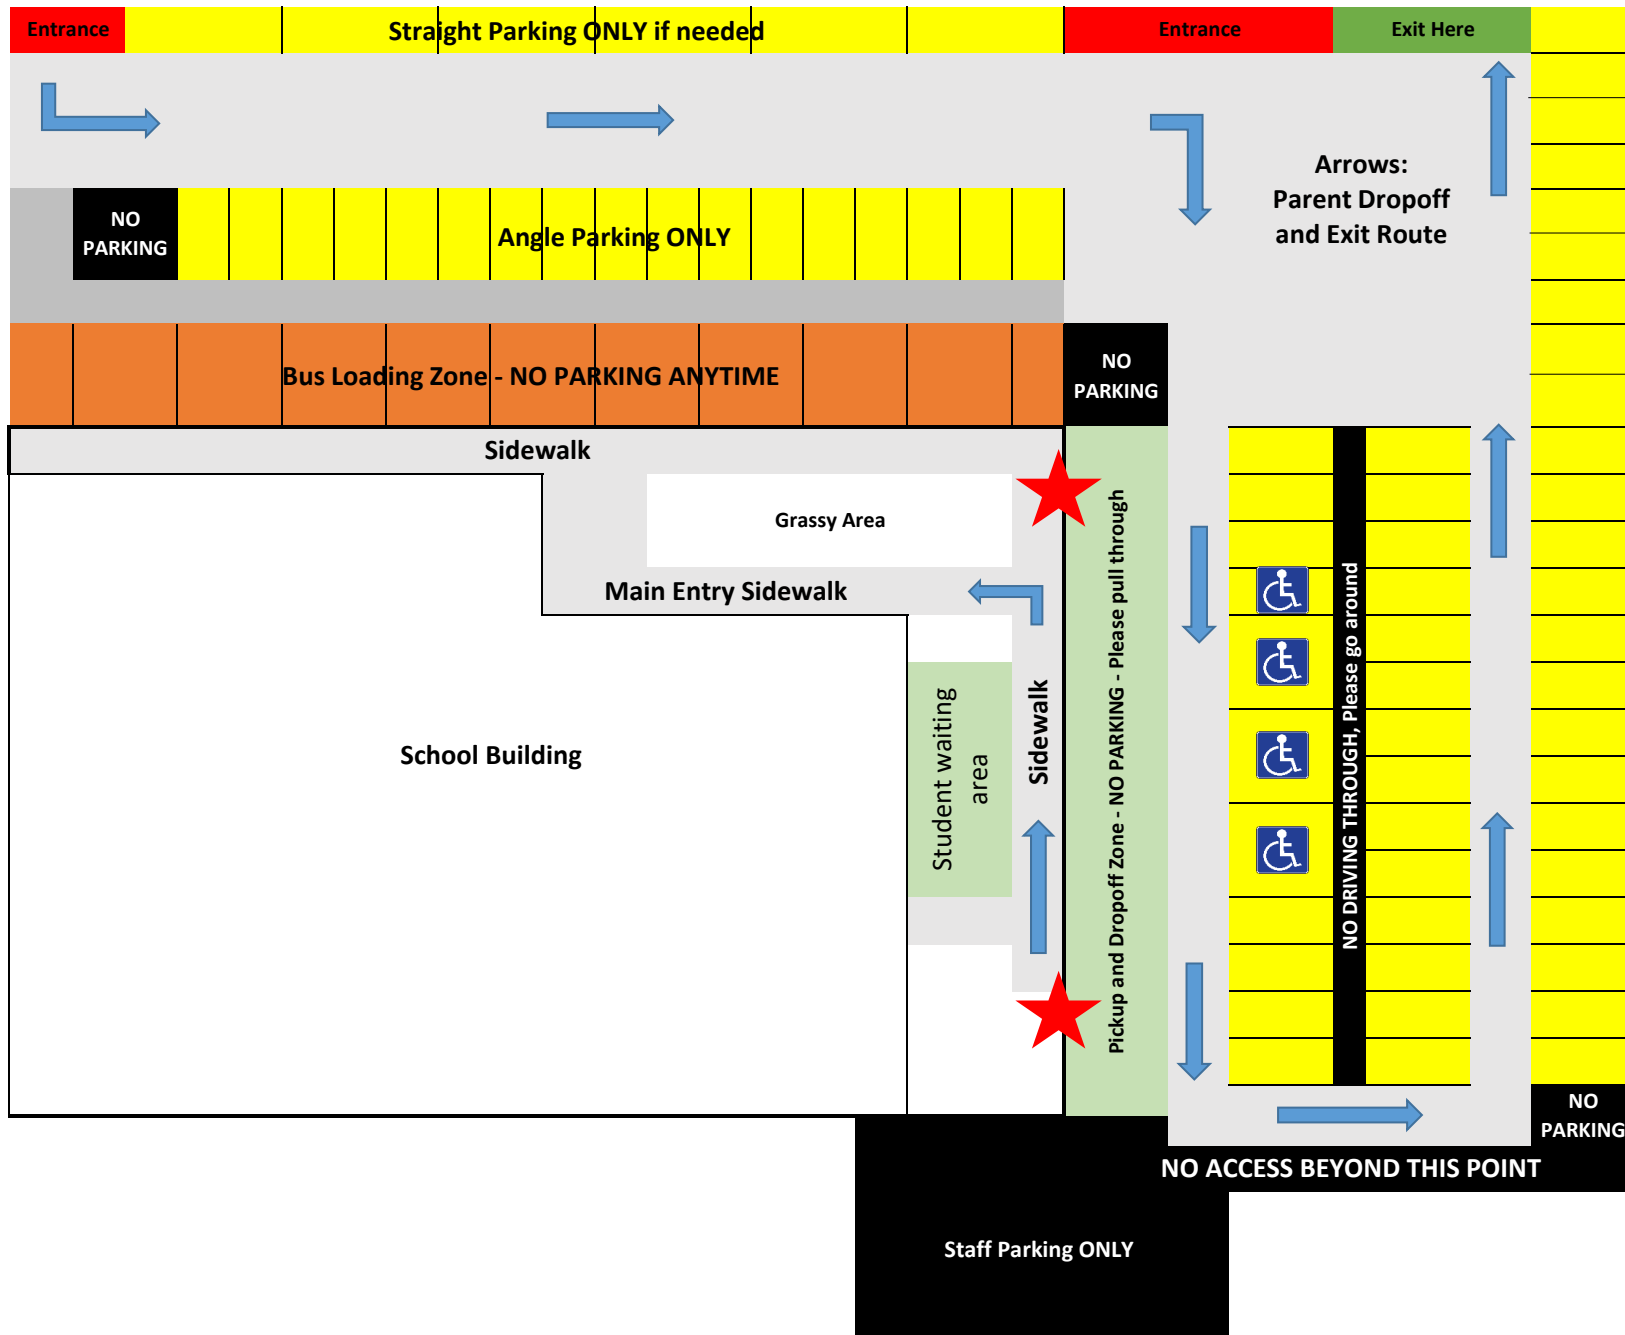 Entrance
Straight Parking ONLY if needed
Entrance
Exit Here
Arrows:
Parent Dropoff
and Exit Route
NO
PARKING
Angle Parking ONLY
Bus Loading Zone - NO PARKING ANYTIME
NO
PARKING
Sidewalk
Grassy Area
Main Entry Sidewalk
School Building
Student waiting
area
Sidewalk
Pickup and Dropoff Zone - NO PARKING - Please pull through
NO DRIVING THROUGH, Please go around
NO
PARKING
NO ACCESS BEYOND THIS POINT
Staff Parking ONLY